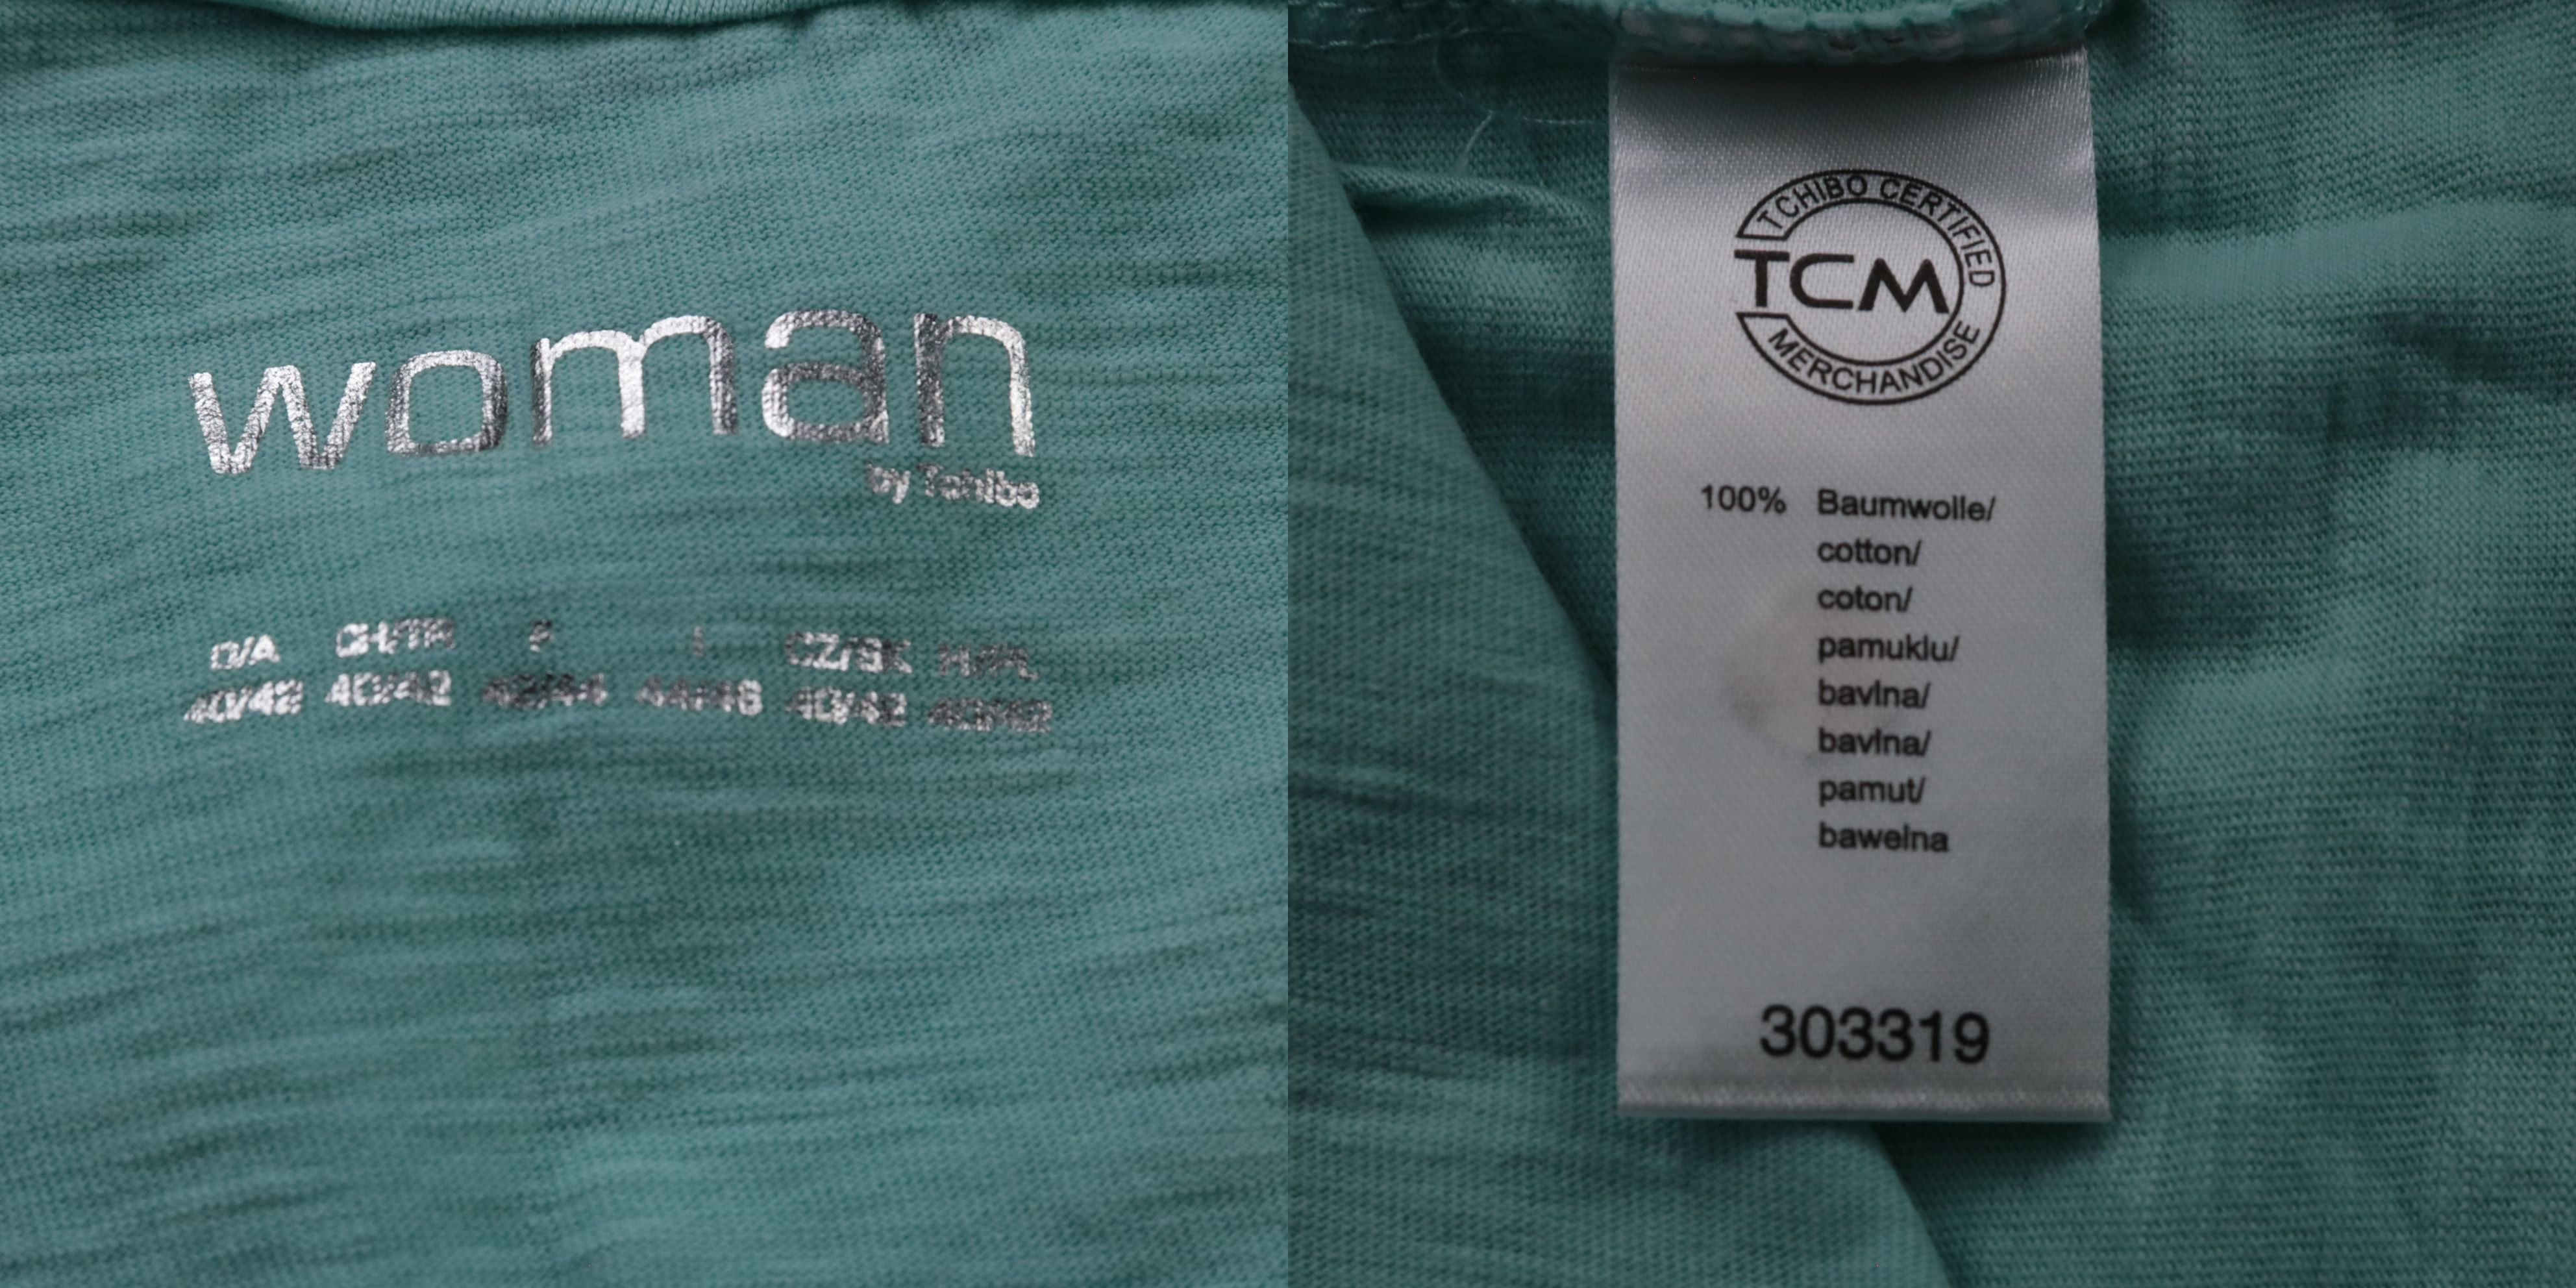 woman
by Tchibo
D/A CH/TR F I CZ/SK H/PL
40/42 40/42 42/44 44/46 40/42 40/42
TCHIBO CERTIFIED
TCM
MERCHANDISE
100% Baumwolle/
cotton/
coton/
pamuklu/
bavlna/
bavlna/
pamut/
bawełna
303319